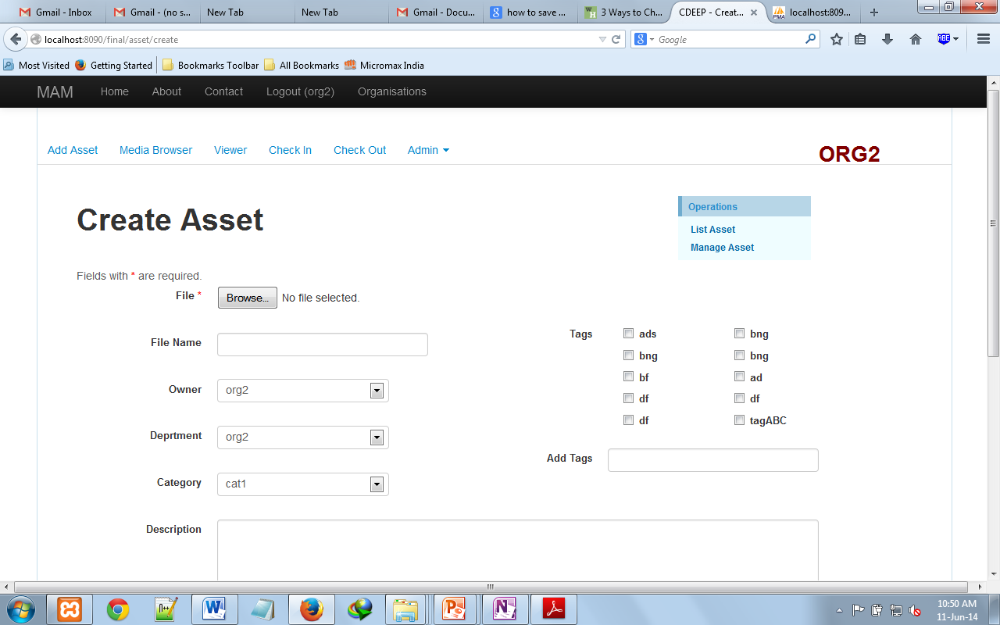 Gmail - Inbox
Gmail - (no s...
New Tab
New Tab
Gmail - Docu...
how to save ...
3 Ways to Ch...
CDEEP - Creat...
localhost:809...
localhost:8090/final/asset/create
Google
Most Visited Getting Started Bookmarks Toolbar All Bookmarks Micromax India
MAM Home About Contact Logout (org2) Organisations
Add Asset Media Browser Viewer Check In Check Out Admin
ORG2
Create Asset
Operations
List Asset
Manage Asset
Fields with * are required.
File * Browse... No file selected.
File Name
Owner org2
Deprtment org2
Category cat1
Description
Tags
ads bng
bng bng
bf ad
df df
df tagABC
Add Tags
10:50 AM
11-Jun-14